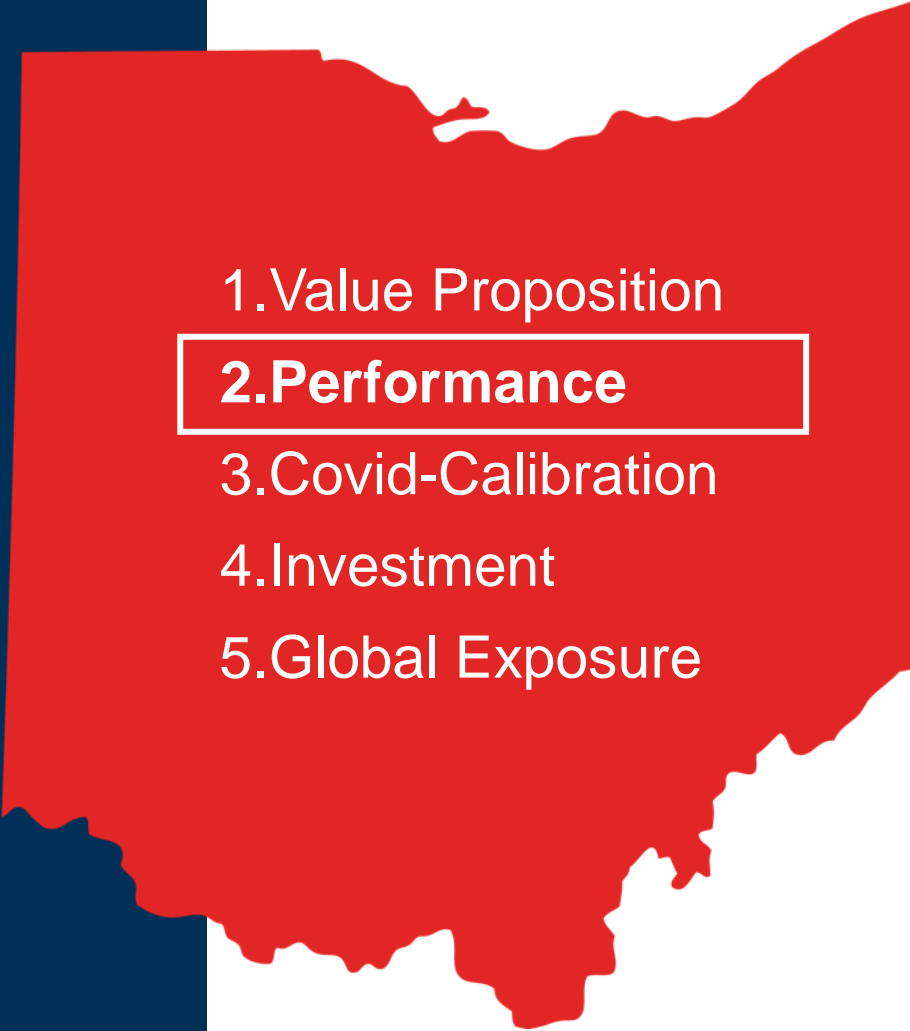 1.Value Proposition
2.Performance
3.Covid-Calibration
4.Investment
5.Global Exposure